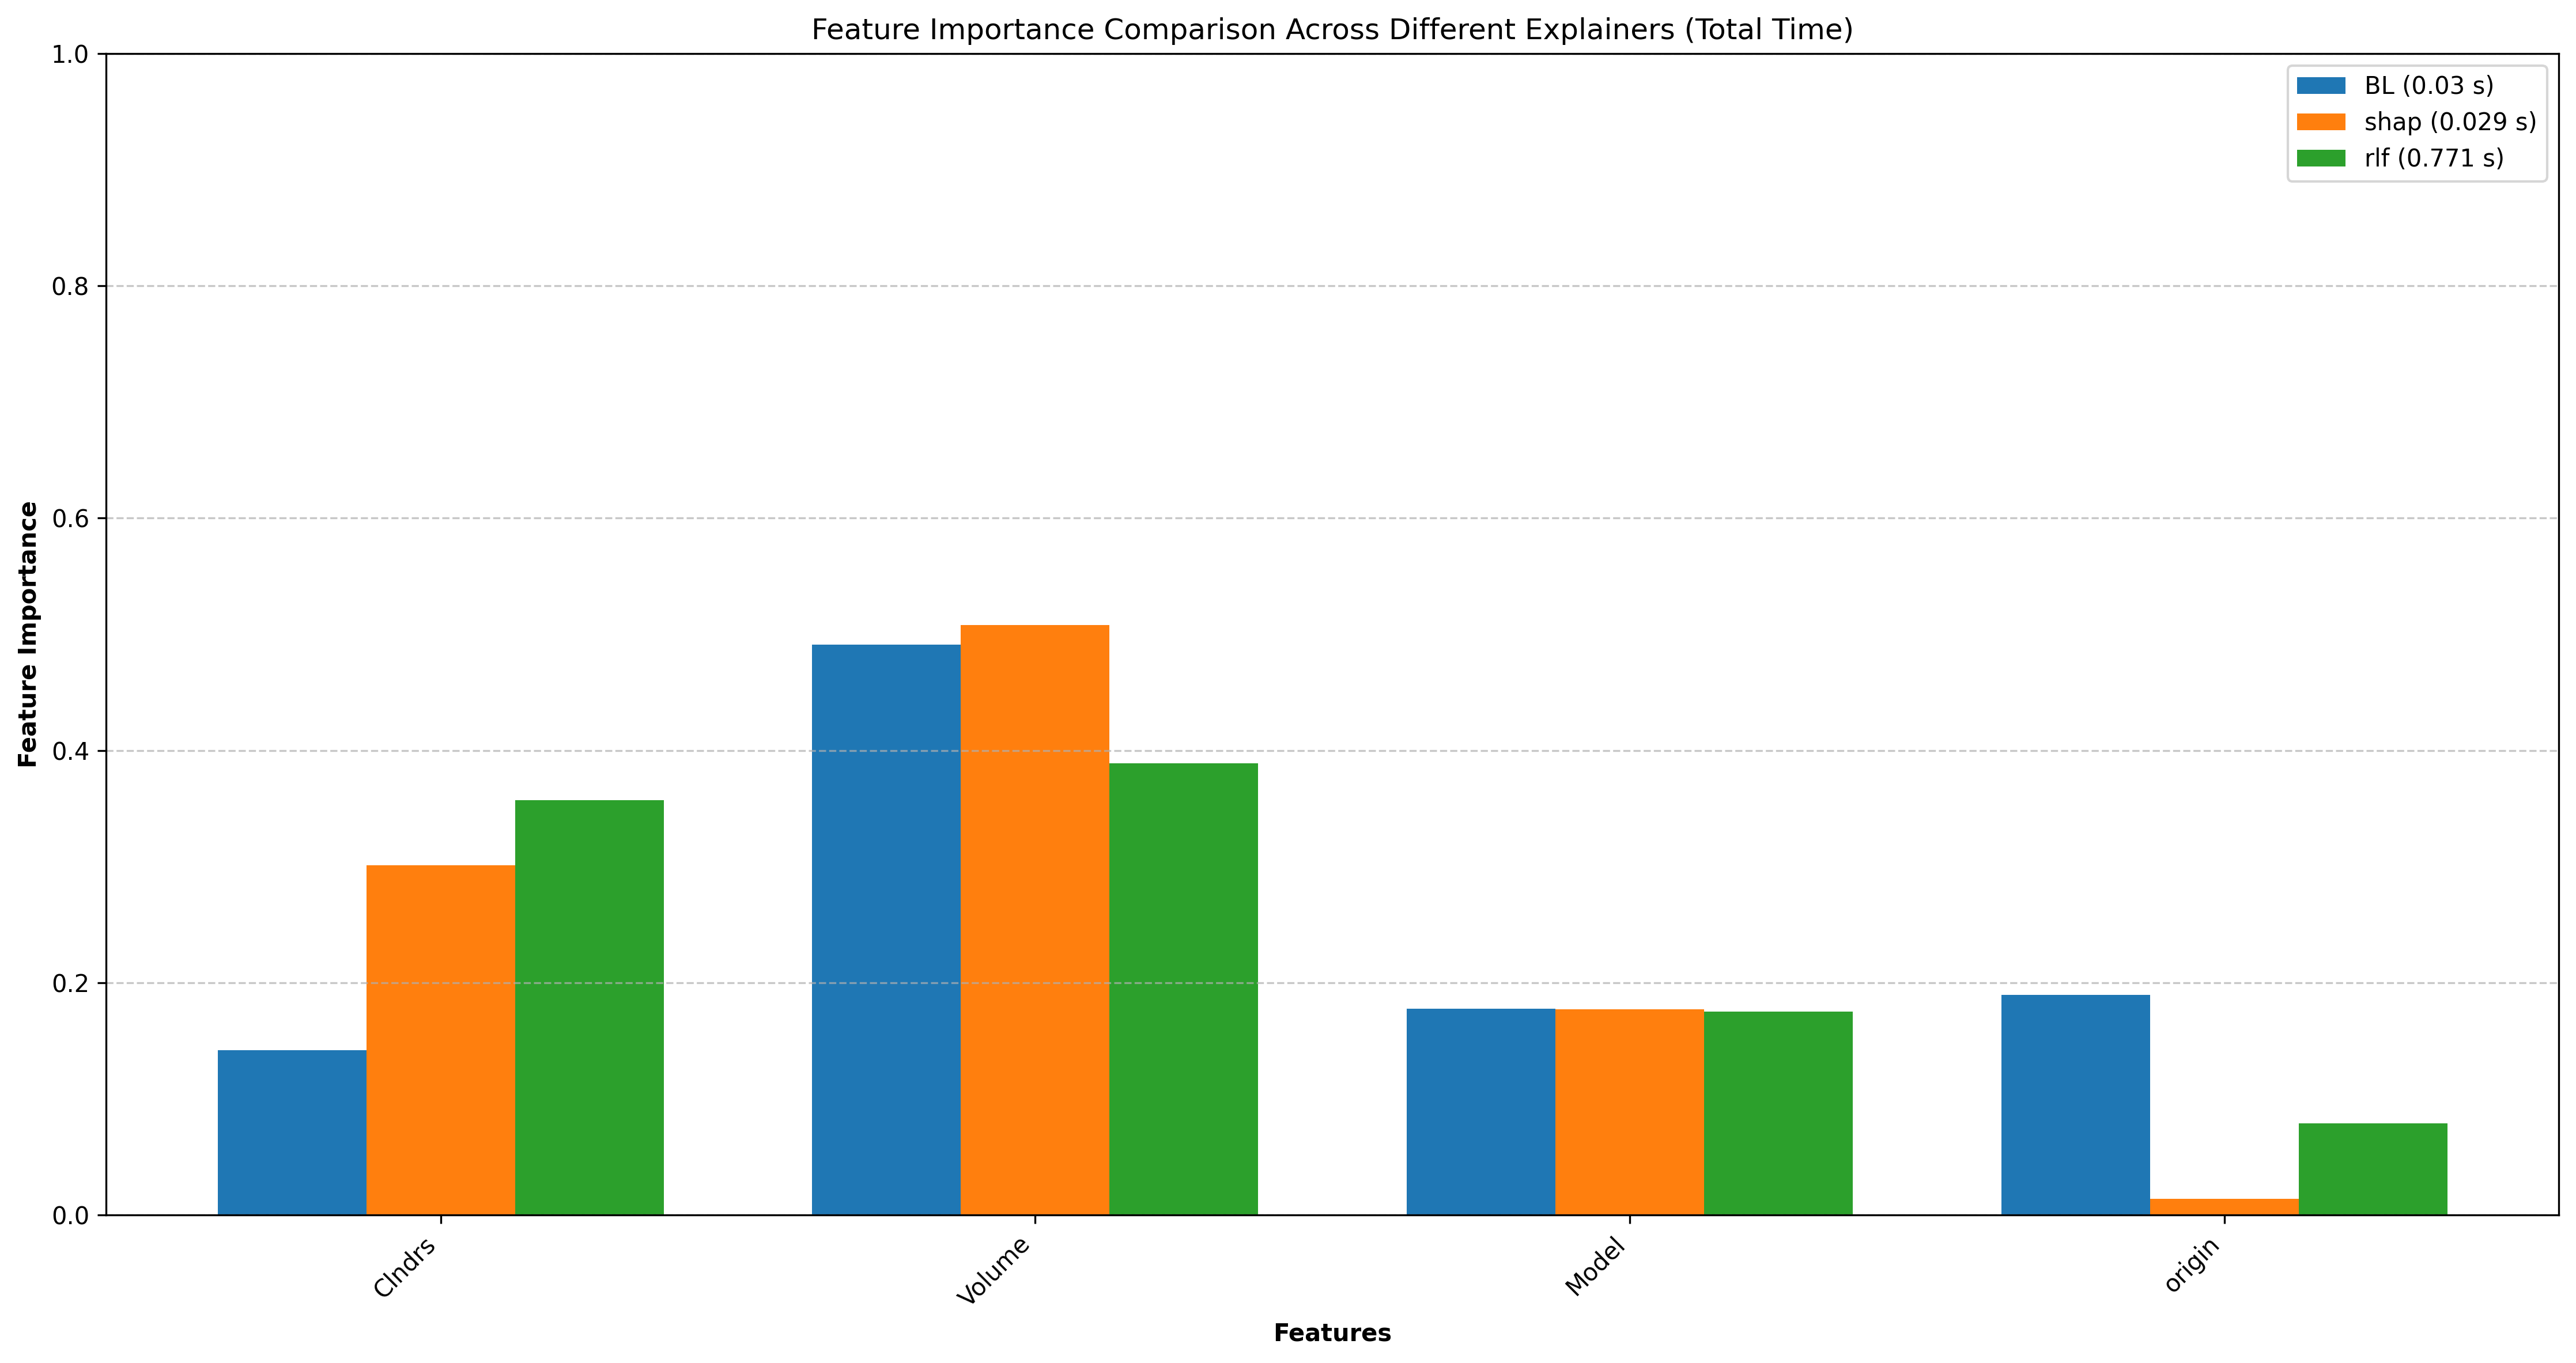 Feature Importance Comparison Across Different Explainers (Total Time)
1.0
0.8
0.6
0.4
0.2
0.0
Feature Importance
BL (0.03 s)
shap (0.029 s)
rlf (0.771 s)
Clndrs
Volume
Model
origin
Features